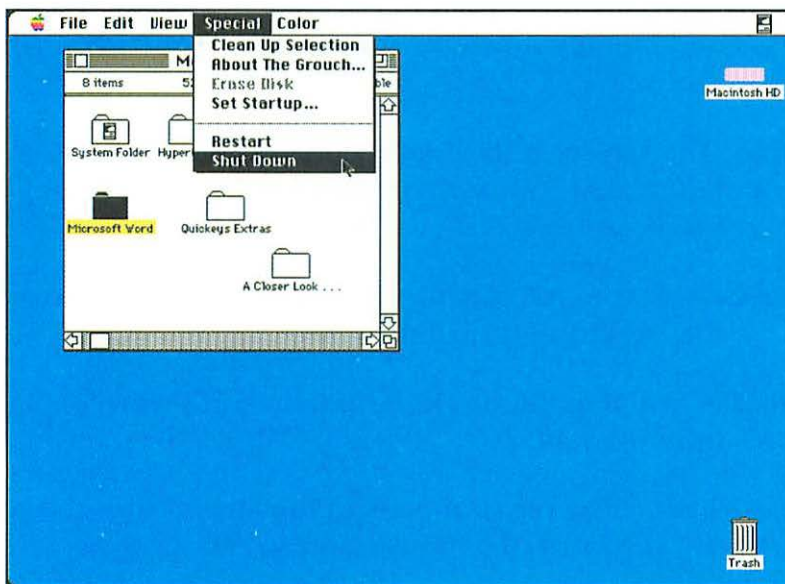 File Edit View Special Color
Clean Up Selection
About The Grouch...
Erase Disk
Set Startup...
Restart
Shut Down
8 items
Macintosh HD
System Folder
Microsoft Word
Quickeys Extras
A Closer Look ...
Trash